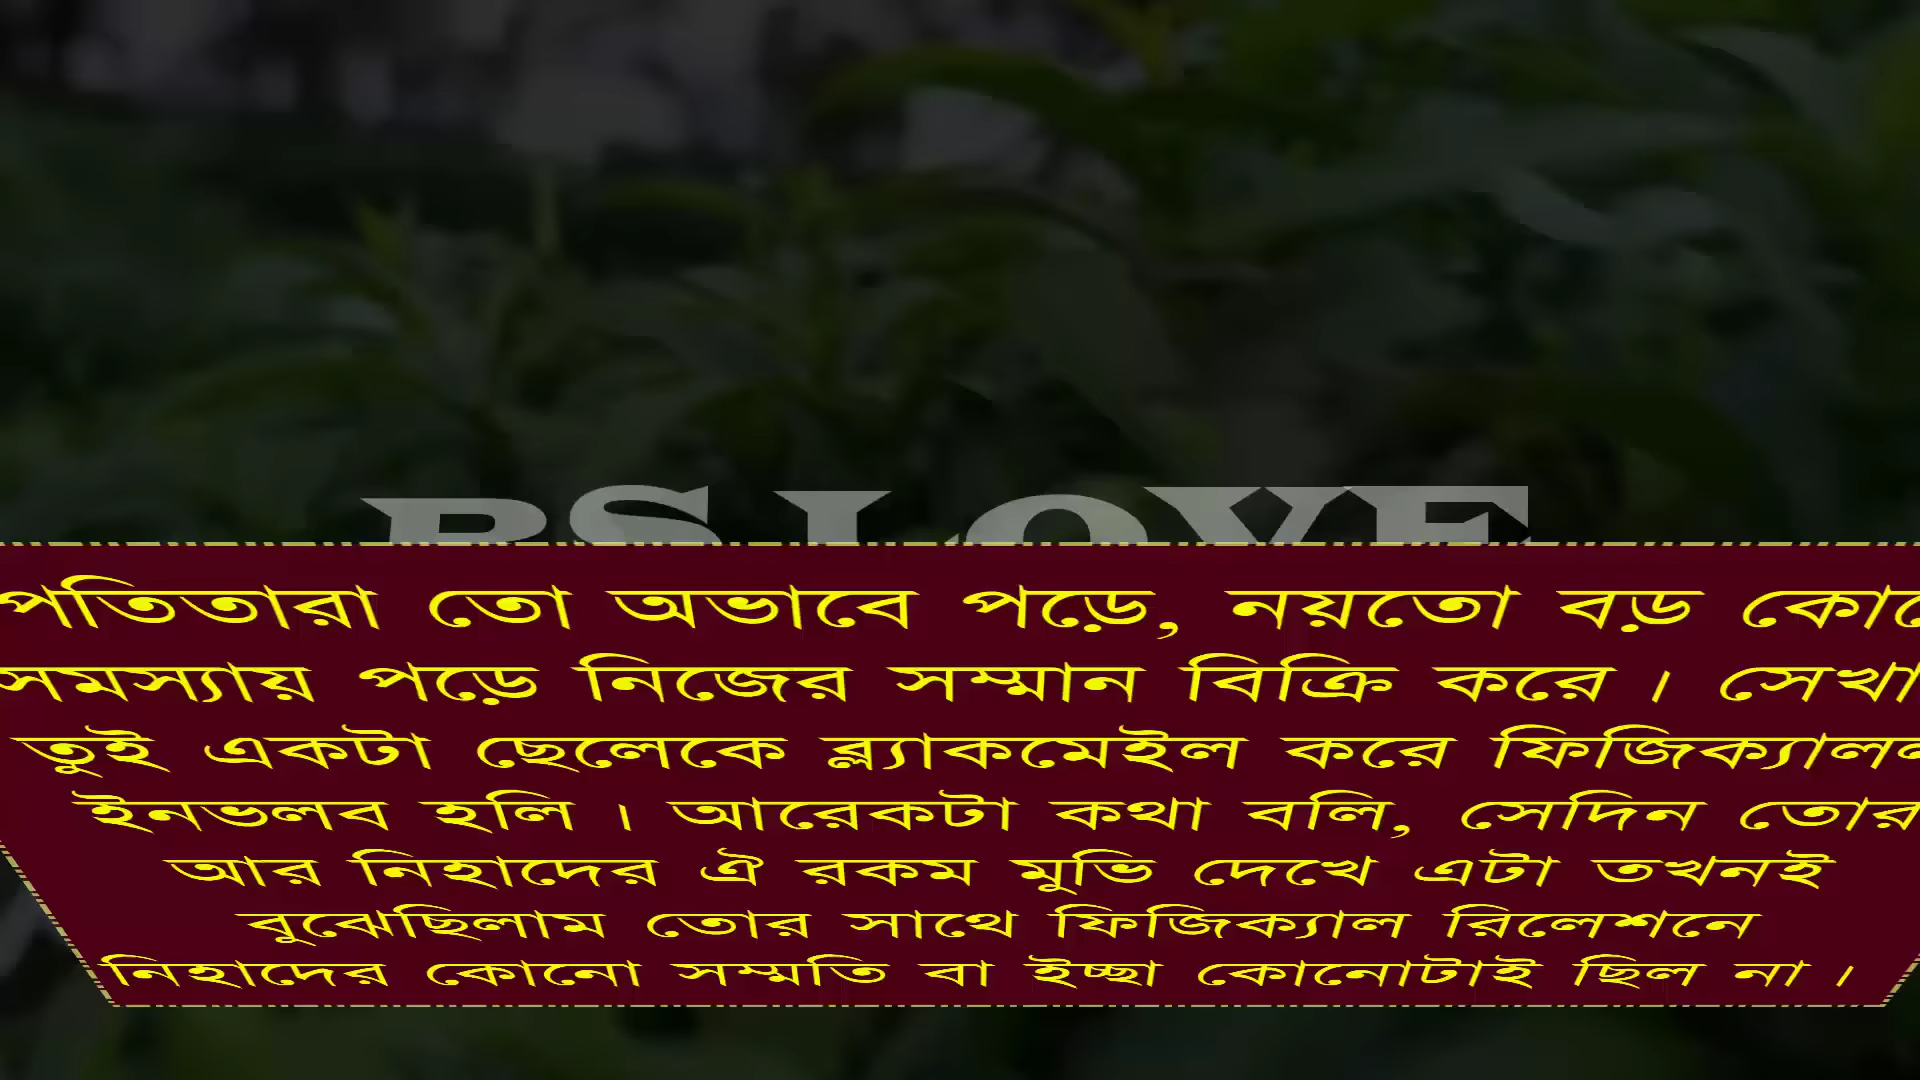 পতিতারা তো অভাবে পড়ে, নয়তো বড়
সমস্যায় পড়ে নিজের সম্মান বিক্রি করে ।
তুই একটা ছেলেকে ব্ল্যাকমেইল করে
ইনভলব হলি । আরেকটা কথা বলি, সেদিন তোর
আর নিহাদের ঐ রকম মুভি দেখে এটা তখনই
বুঝেছিলাম তোর সাথে ফিজিক্যাল রিলেশনে
নিহাদের কোনো সম্মতি বা ইচ্ছা কোনোটাই ছিল না ।